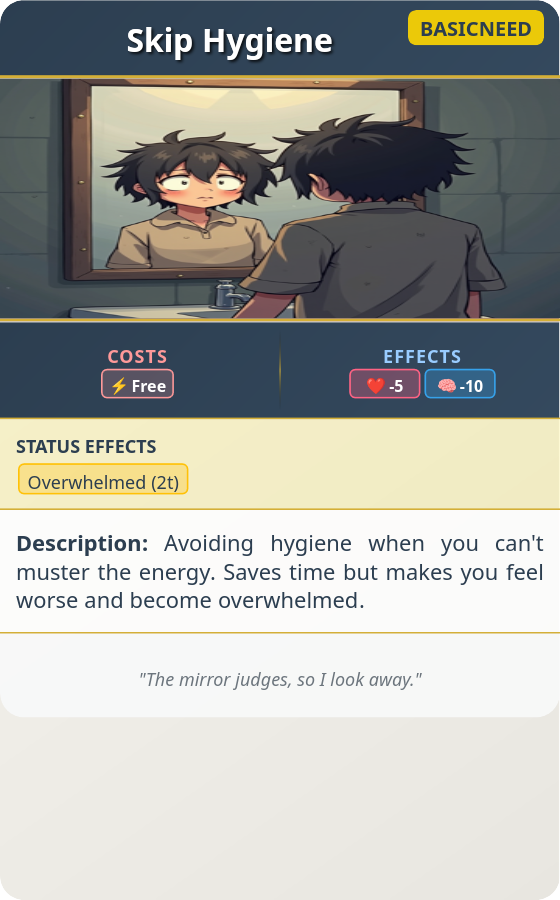 Skip Hygiene
BASICNEED
COSTS
⚡ Free
EFFECTS
❤️ -5
🧠 -10
STATUS EFFECTS
Overwhelmed (2t)
Description: Avoiding hygiene when you can't
muster the energy. Saves time but makes you feel
worse and become overwhelmed.
"The mirror judges, so I look away."